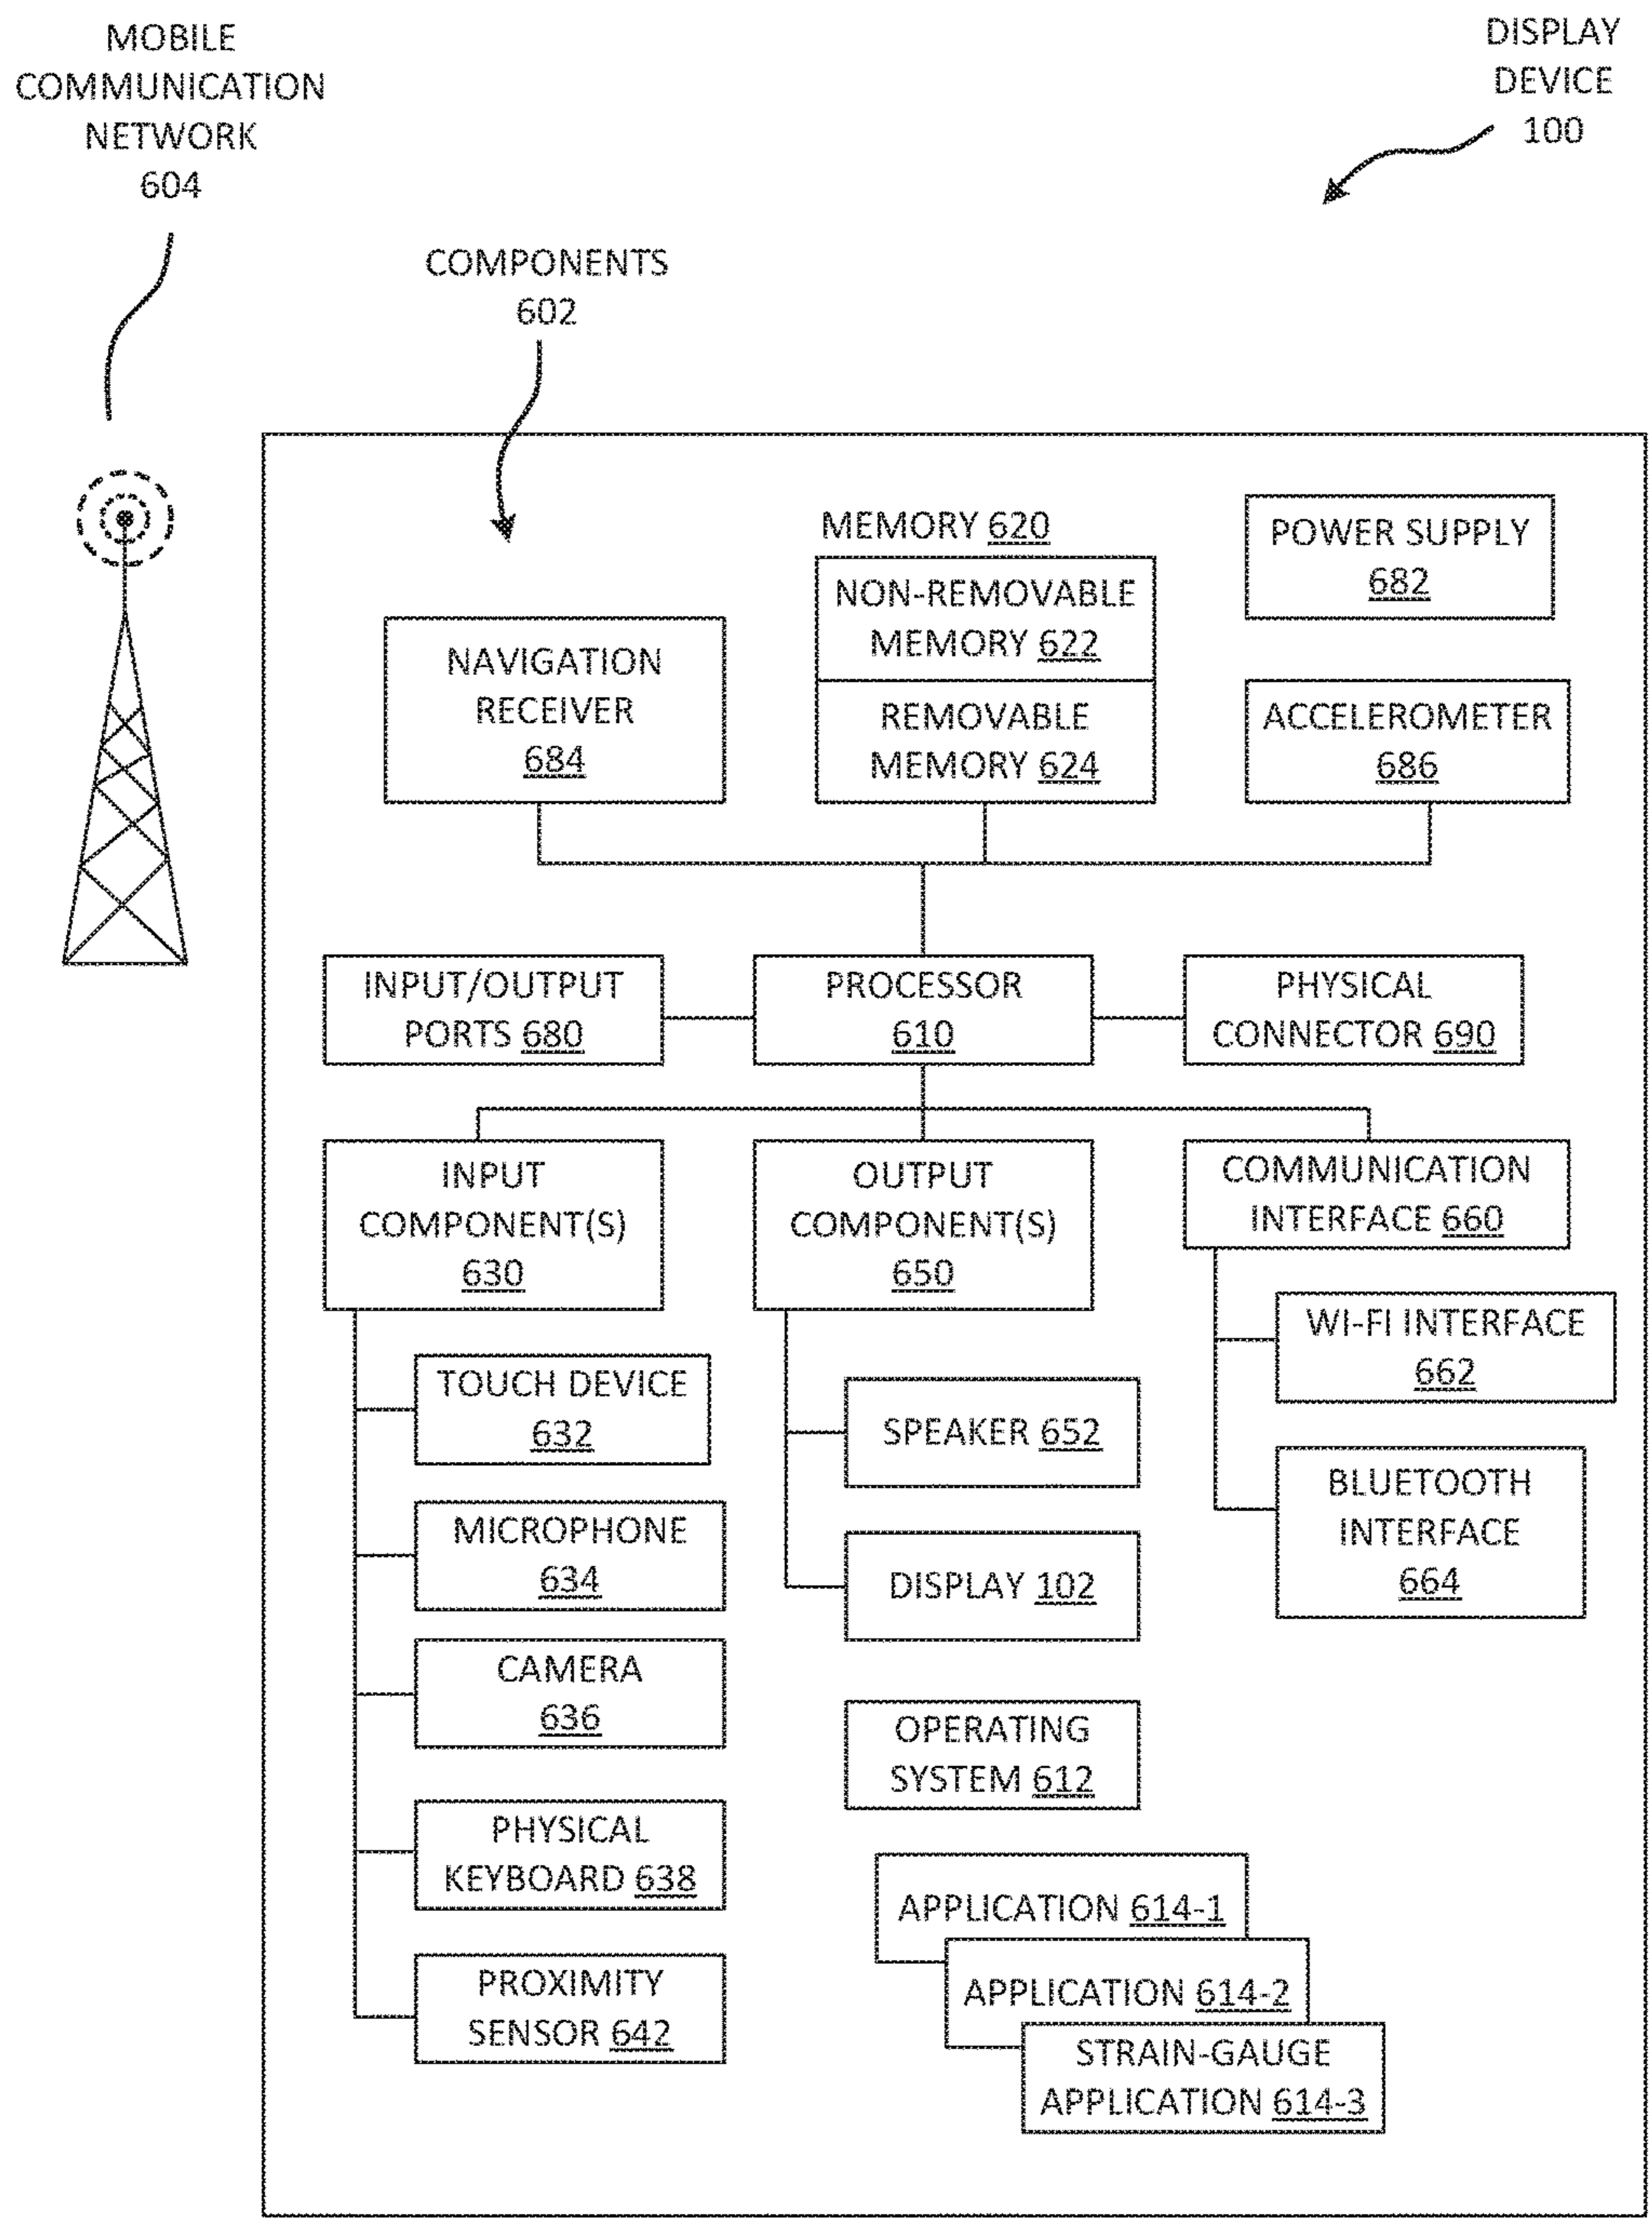 MOBILE
COMMUNICATION
NETWORK
604
DISPLAY
DEVICE
100
COMPONENTS
602
MEMORY 620
NON-REMOVABLE
MEMORY 622
REMOVABLE
MEMORY 624
POWER SUPPLY
682
NAVIGATION
RECEIVER
684
ACCELEROMETER
686
INPUT/OUTPUT
PORTS 680
PROCESSOR
610
PHYSICAL
CONNECTOR 690
INPUT
COMPONENT(S)
630
OUTPUT
COMPONENT(S)
650
COMMUNICATION
INTERFACE 660
TOUCH DEVICE
632
MICROPHONE
634
CAMERA
636
PHYSICAL
KEYBOARD 638
PROXIMITY
SENSOR 642
SPEAKER 652
DISPLAY 102
WI-FI INTERFACE
662
BLUETOOTH
INTERFACE
664
OPERATING
SYSTEM 612
APPLICATION 614-1
APPLICATION 614-2
STRAIN-GAUGE
APPLICATION 614-3